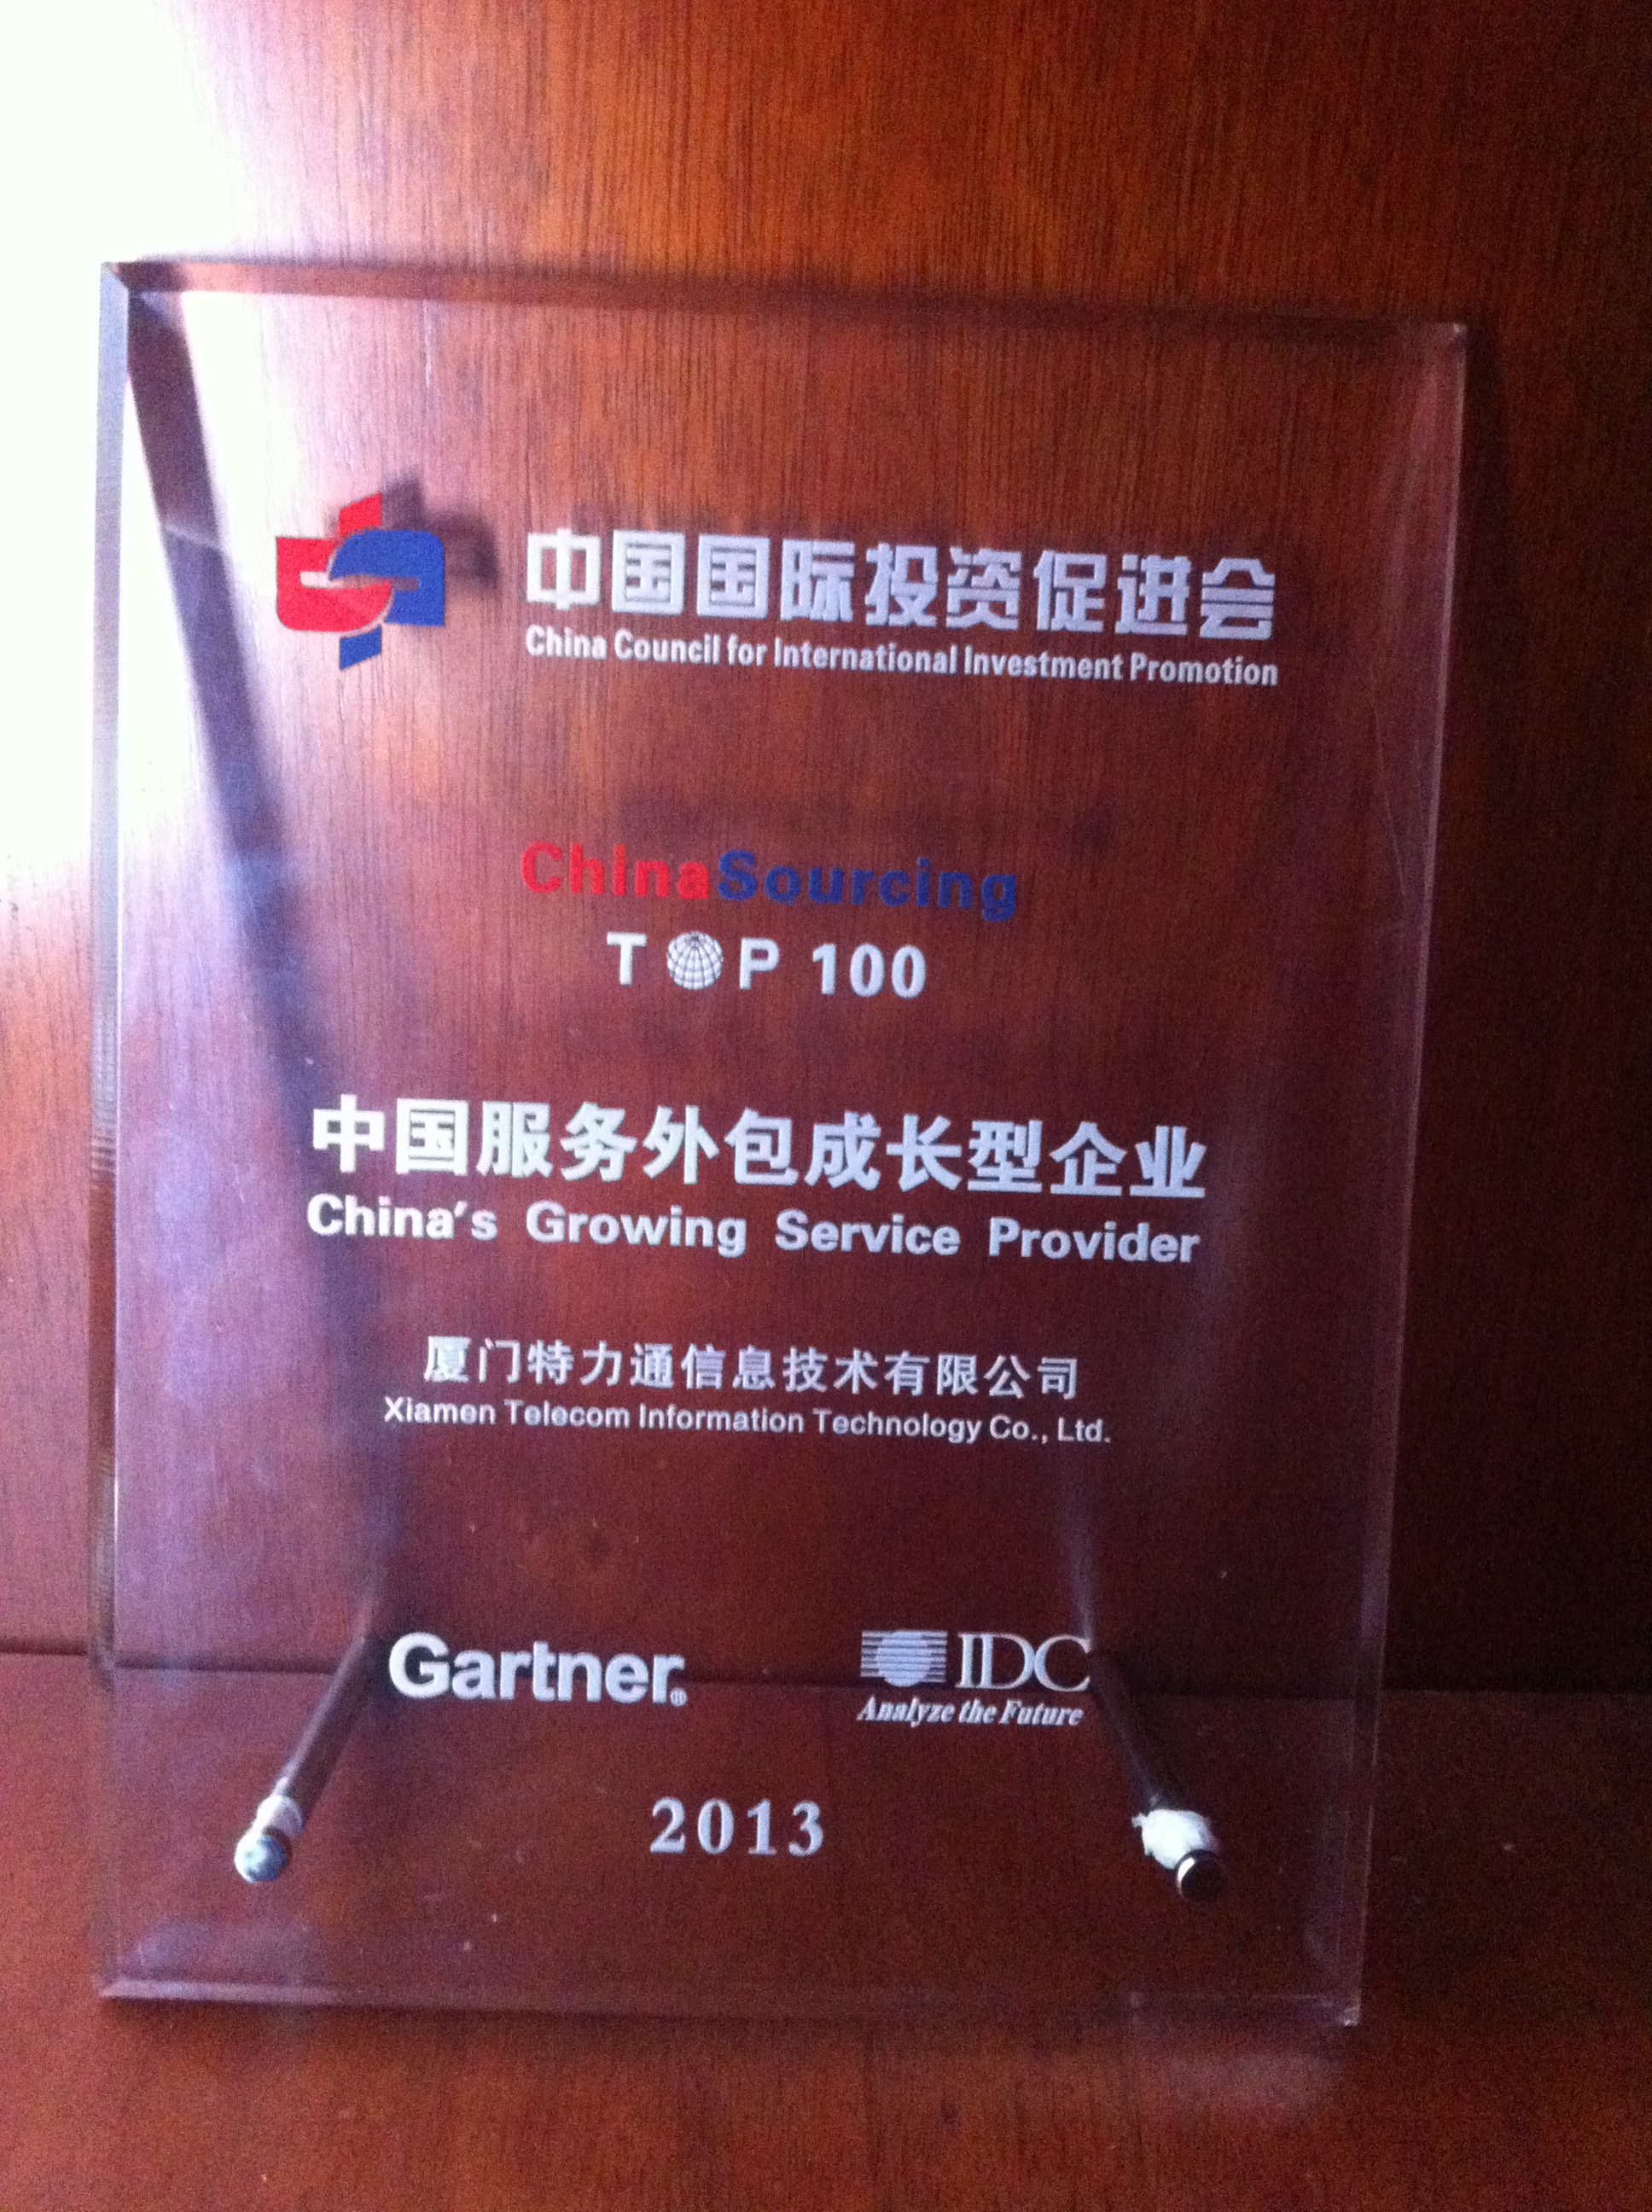 中国国际投资促进会
China Council for International Investment Promotion
ChinaSourcing
TOP 100
中国服务外包成长型企业
China's Growing Service Provider
厦门特力通信息技术有限公司
Xiamen Telecom Information Technology Co., Ltd.
Gartner®
IDC
Analyze the Future
2013